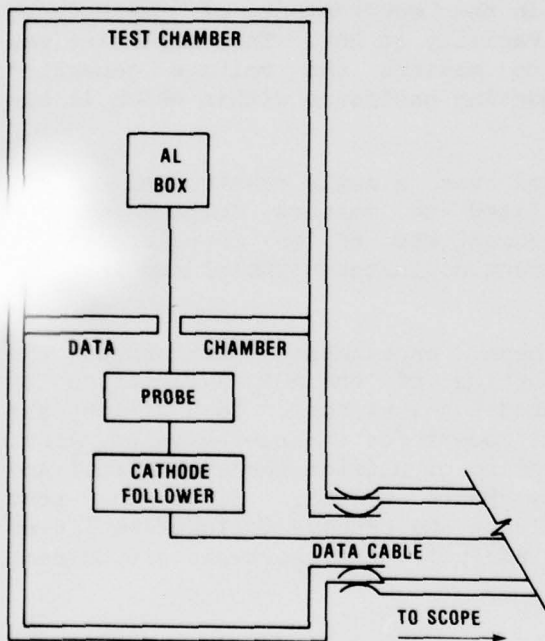 TEST CHAMBER
AL
BOX
DATA CHAMBER
PROBE
CATHODE
FOLLOWER
DATA CABLE
TO SCOPE